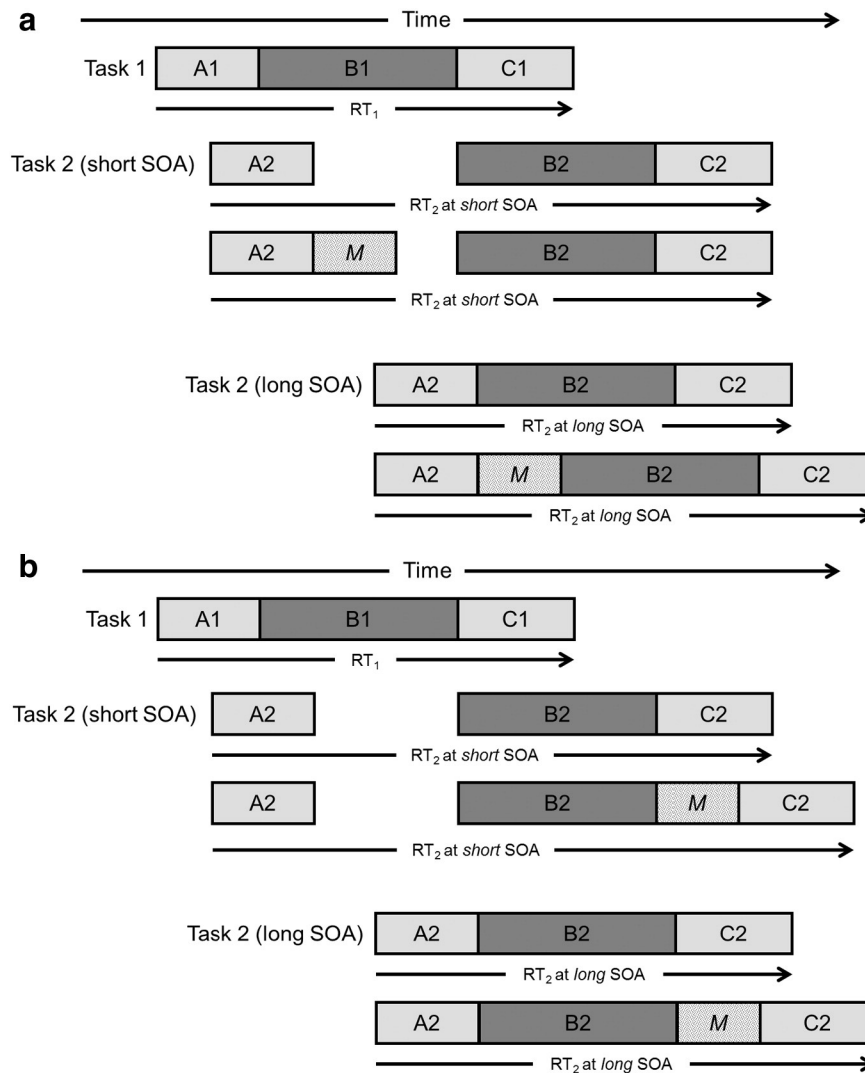 a
Time
Task 1 A1 B1 C1
RT1
Task 2 (short SOA) A2 B2 C2
RT2 at short SOA
A2 M B2 C2
RT2 at short SOA
Task 2 (long SOA) A2 B2 C2
RT2 at long SOA
A2 M B2 C2
RT2 at long SOA
b
Time
Task 1 A1 B1 C1
RT1
Task 2 (short SOA) A2 B2 C2
RT2 at short SOA
A2 B2 M C2
RT2 at short SOA
Task 2 (long SOA) A2 B2 C2
RT2 at long SOA
A2 B2 M C2
RT2 at long SOA